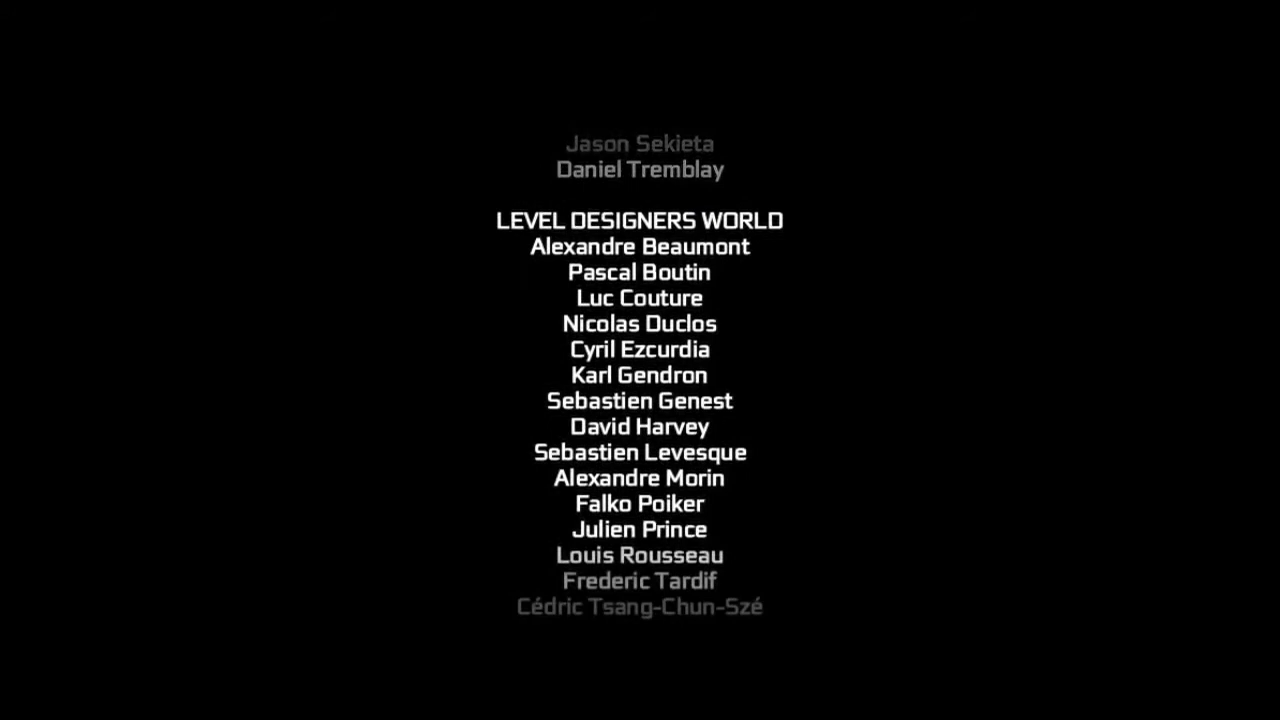 Jason Sekieta
Daniel Tremblay
LEVEL DESIGNERS WORLD
Alexandre Beaumont
Pascal Boutin
Luc Couture
Nicolas Duclos
Cyril Ezcurdia
Karl Gendron
Sebastien Genest
David Harvey
Sebastien Levesque
Alexandre Morin
Falko Poiker
Julien Prince
Louis Rousseau
Frederic Tardif
Cédric Tsang-Chun-Szé